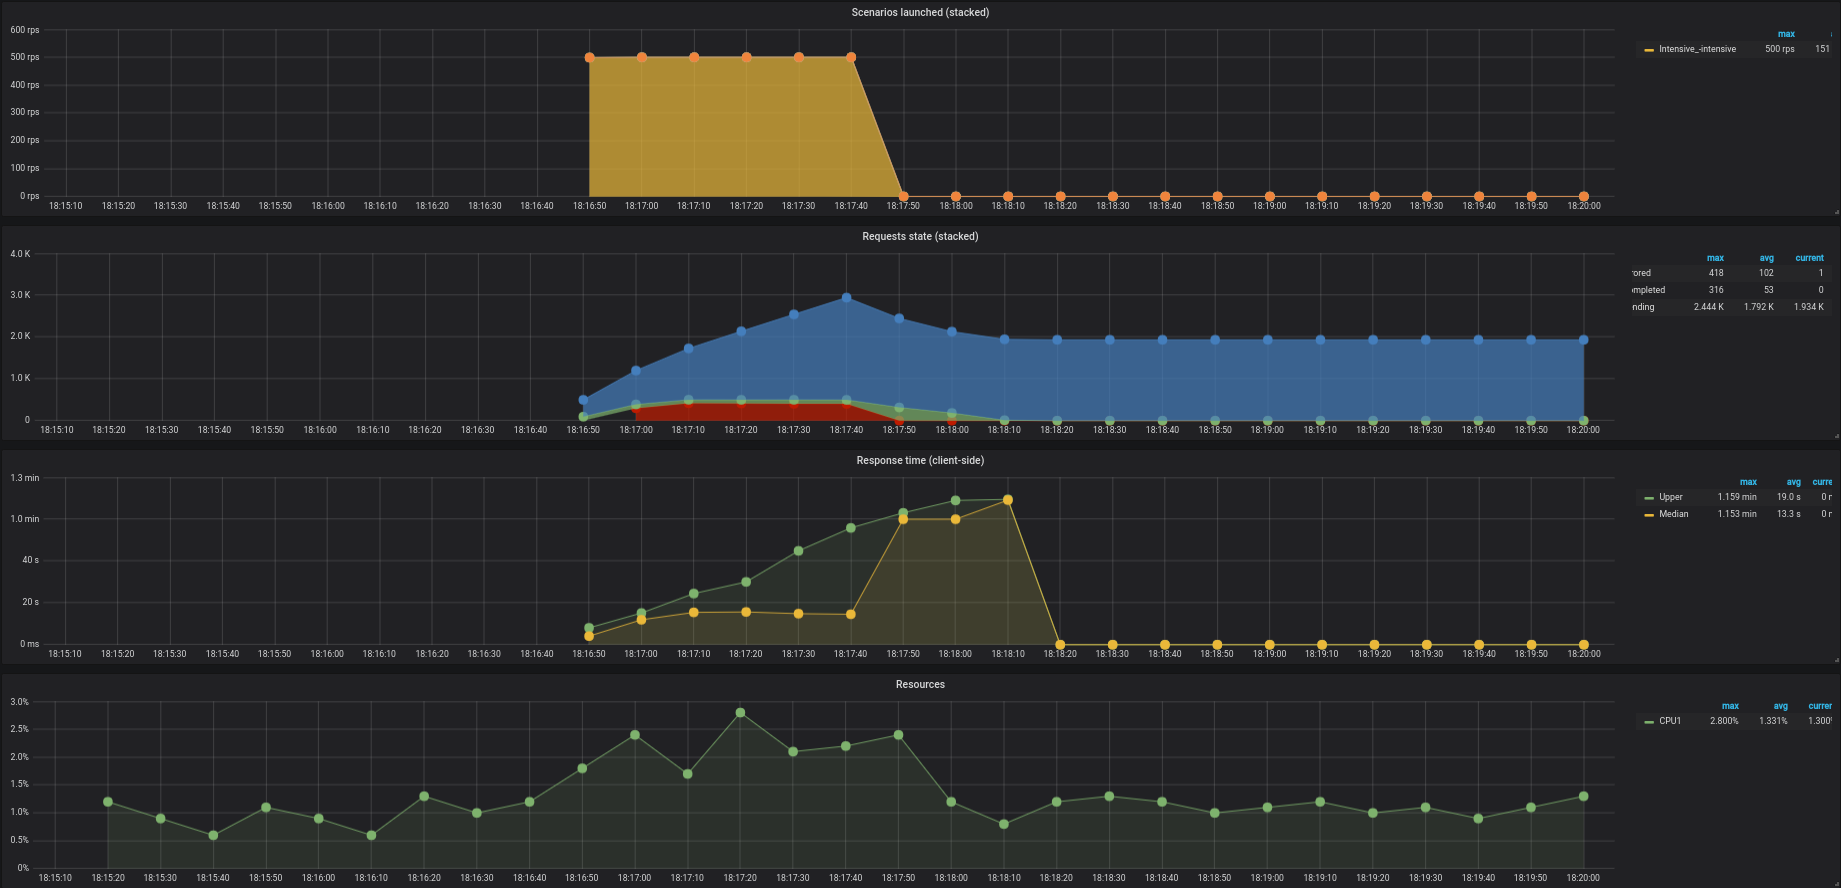 Scenarios launched (stacked)
600 rps
500 rps
400 rps
300 rps
200 rps
100 rps
0 rps
18:15:10 18:15:20 18:15:30 18:15:40 18:15:50 18:16:00 18:16:10 18:16:20 18:16:30 18:16:40 18:16:50 18:17:00 18:17:10 18:17:20 18:17:30 18:17:40 18:17:50 18:18:00 18:18:10 18:18:20 18:18:30 18:18:40 18:18:50 18:19:00 18:19:10 18:19:20 18:19:30 18:19:40 18:19:50 18:20:00
max
Intensive_-intensive 500 rps 151
Requests state (stacked)
4.0 K
3.0 K
2.0 K
1.0 K
0
18:15:10 18:15:20 18:15:30 18:15:40 18:15:50 18:16:00 18:16:10 18:16:20 18:16:30 18:16:40 18:16:50 18:17:00 18:17:10 18:17:20 18:17:30 18:17:40 18:17:50 18:18:00 18:18:10 18:18:20 18:18:30 18:18:40 18:18:50 18:19:00 18:19:10 18:19:20 18:19:30 18:19:40 18:19:50 18:20:00
max avg current
rored 418 102 1
ompleted 316 53 0
nding 2.444 K 1.792 K 1.934 K
Response time (client-side)
1.3 min
1.0 min
40 s
20 s
0 ms
18:15:10 18:15:20 18:15:30 18:15:40 18:15:50 18:16:00 18:16:10 18:16:20 18:16:30 18:16:40 18:16:50 18:17:00 18:17:10 18:17:20 18:17:30 18:17:40 18:17:50 18:18:00 18:18:10 18:18:20 18:18:30 18:18:40 18:18:50 18:19:00 18:19:10 18:19:20 18:19:30 18:19:40 18:19:50 18:20:00
max avg curre
Upper 1.159 min 19.0 s 0 r
Median 1.153 min 13.3 s 0 r
Resources
3.0%
2.5%
2.0%
1.5%
1.0%
0.5%
0%
18:15:10 18:15:20 18:15:30 18:15:40 18:15:50 18:16:00 18:16:10 18:16:20 18:16:30 18:16:40 18:16:50 18:17:00 18:17:10 18:17:20 18:17:30 18:17:40 18:17:50 18:18:00 18:18:10 18:18:20 18:18:30 18:18:40 18:18:50 18:19:00 18:19:10 18:19:20 18:19:30 18:19:40 18:19:50 18:20:00
max avg currer
CPU1 2.800% 1.331% 1.300